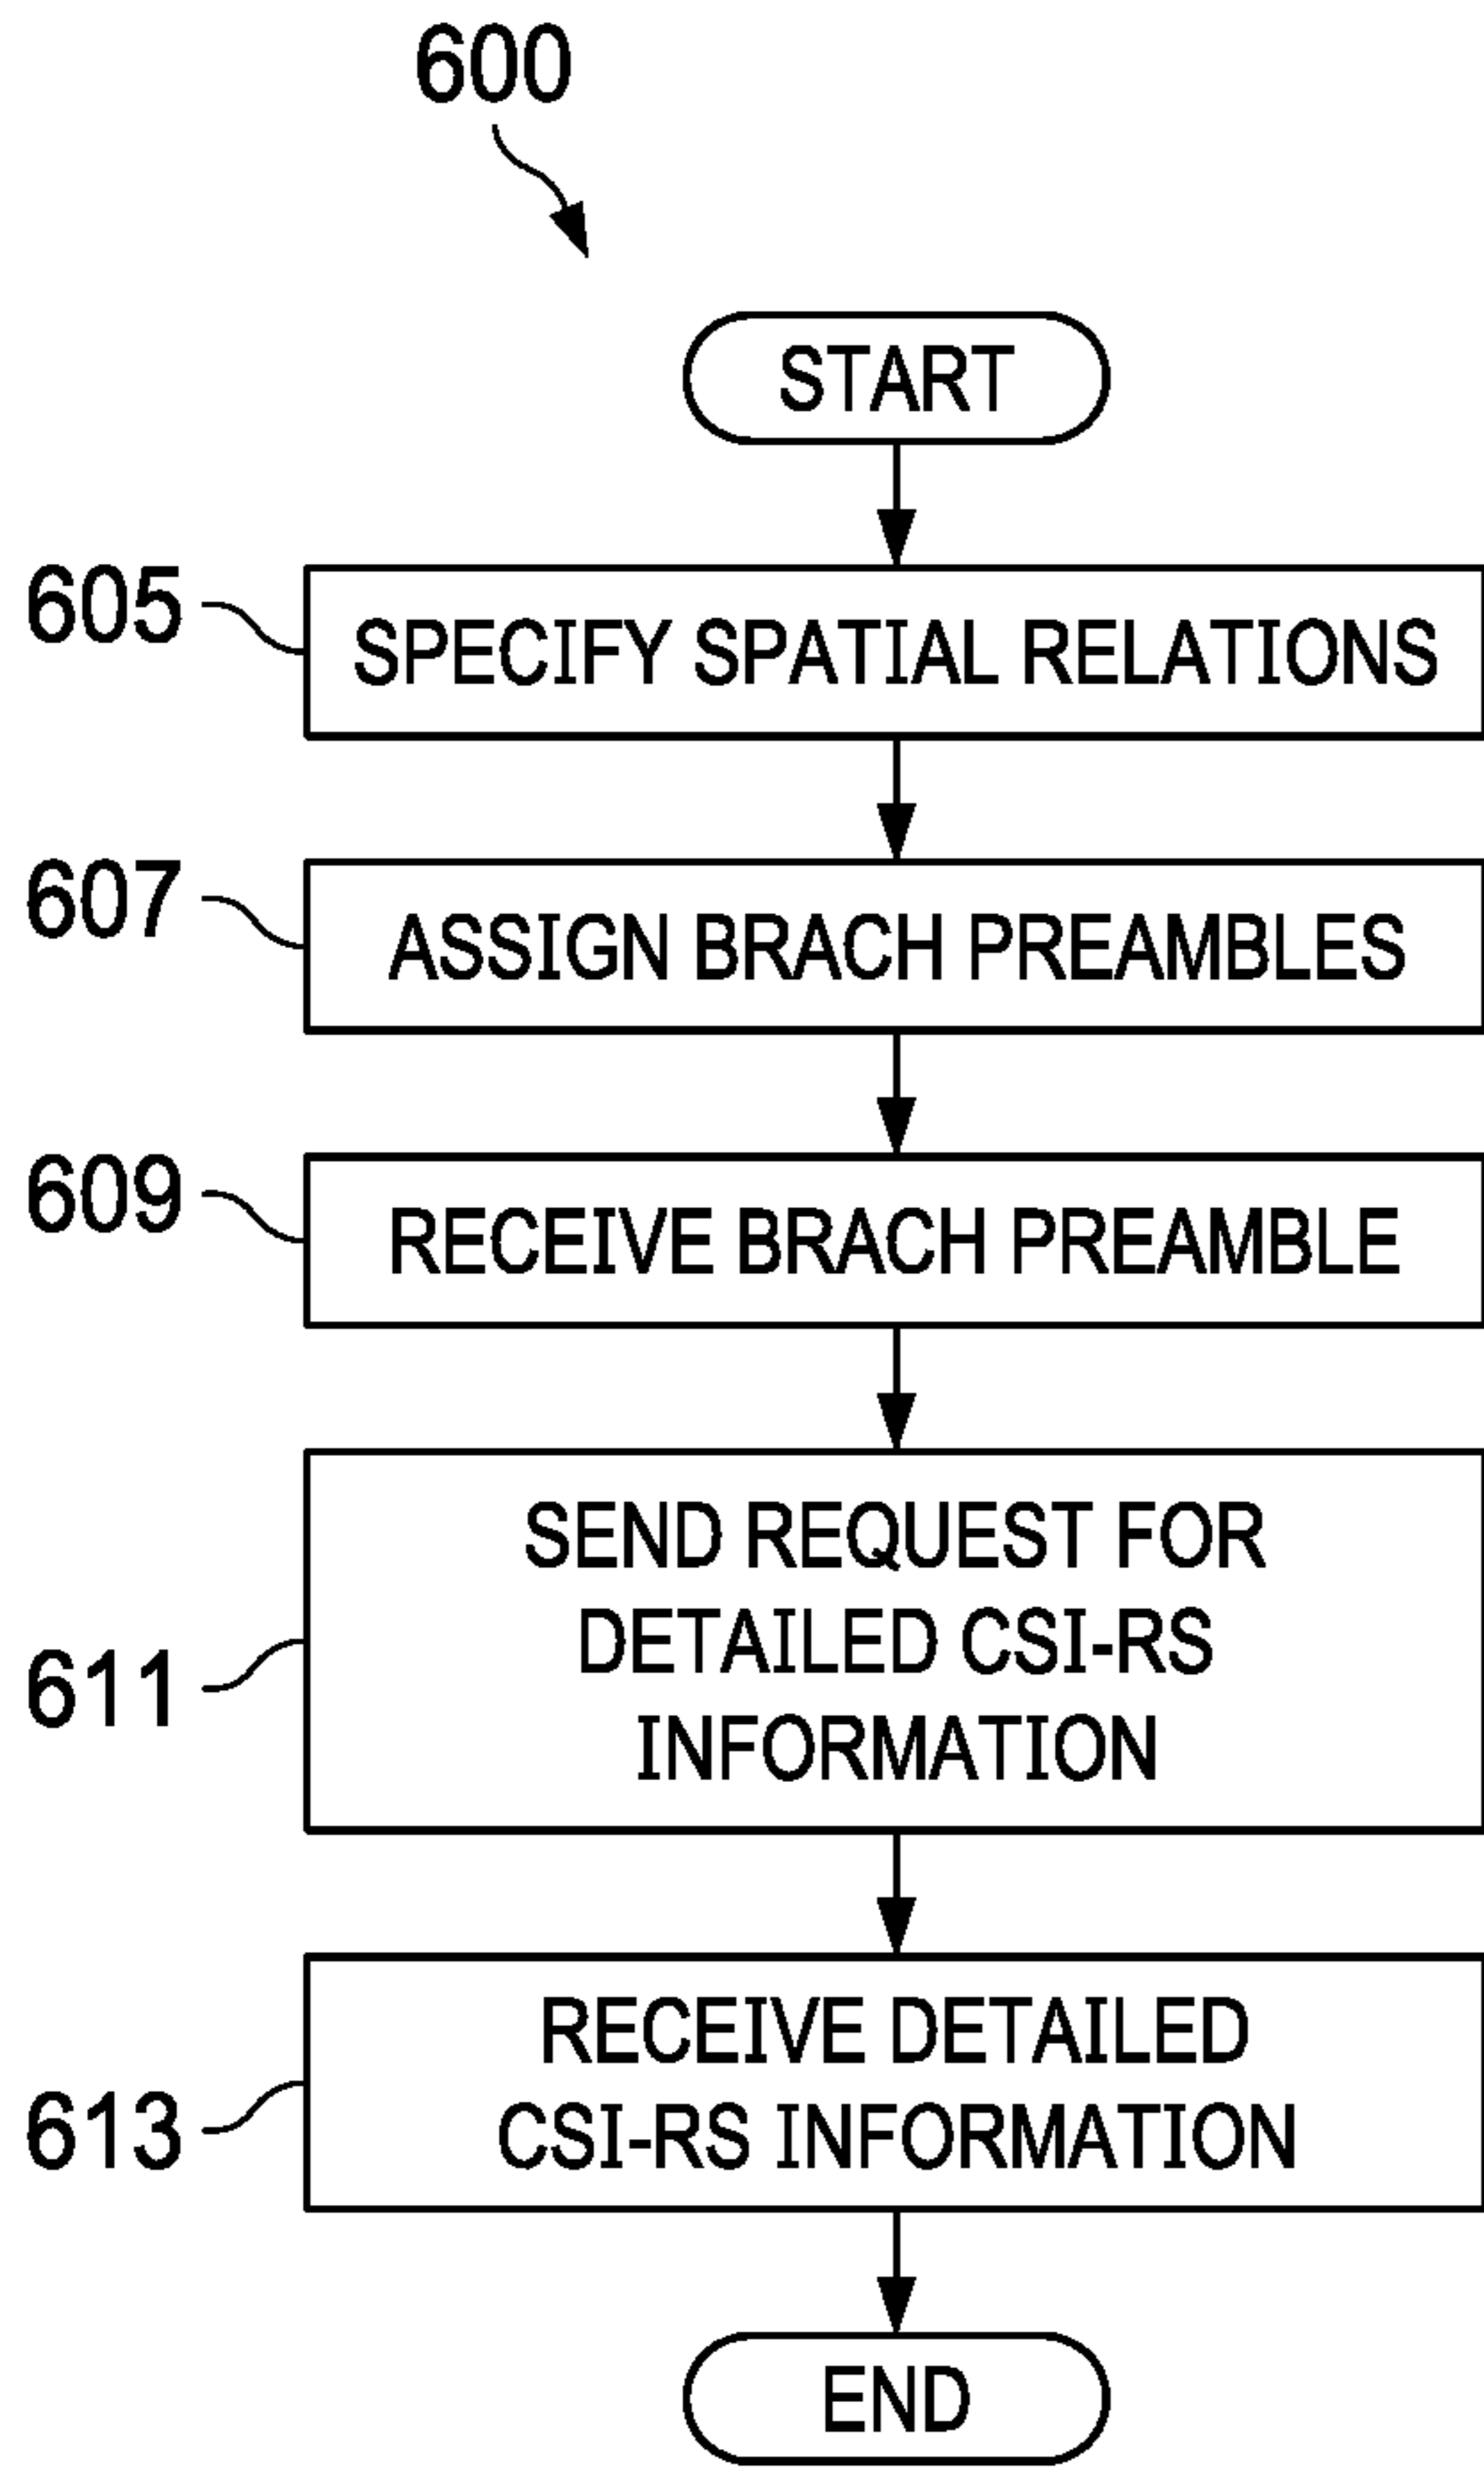 600
START
605
SPECIFY SPATIAL RELATIONS
607
ASSIGN BRACH PREAMBLES
609
RECEIVE BRACH PREAMBLE
611
SEND REQUEST FOR
DETAILED CSI-RS
INFORMATION
613
RECEIVE DETAILED
CSI-RS INFORMATION
END